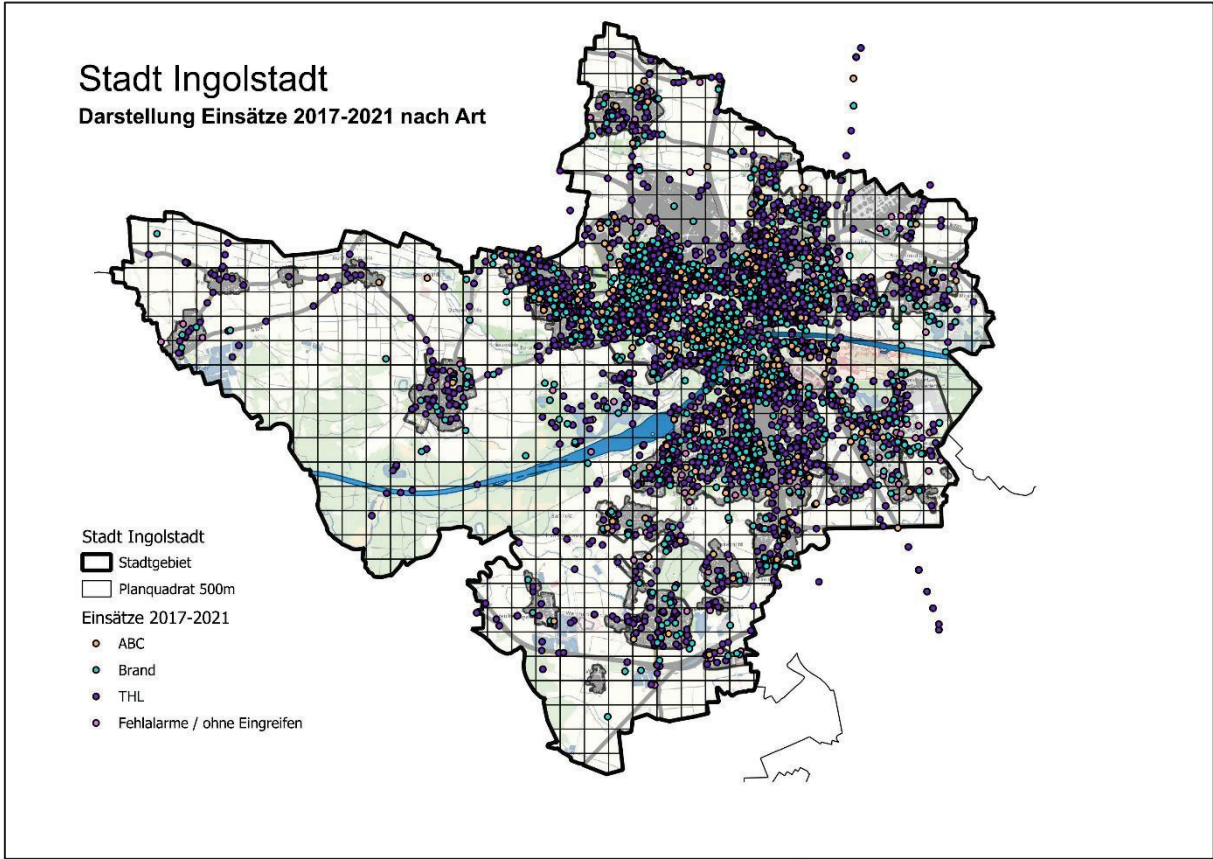 Stadt Ingolstadt
Darstellung Einsätze 2017-2021 nach Art
Stadt Ingolstadt
Stadtgebiet
Planquadrat 500m
Einsätze 2017-2021
ABC
Brand
THL
Fehlalarme / ohne Eingreifen